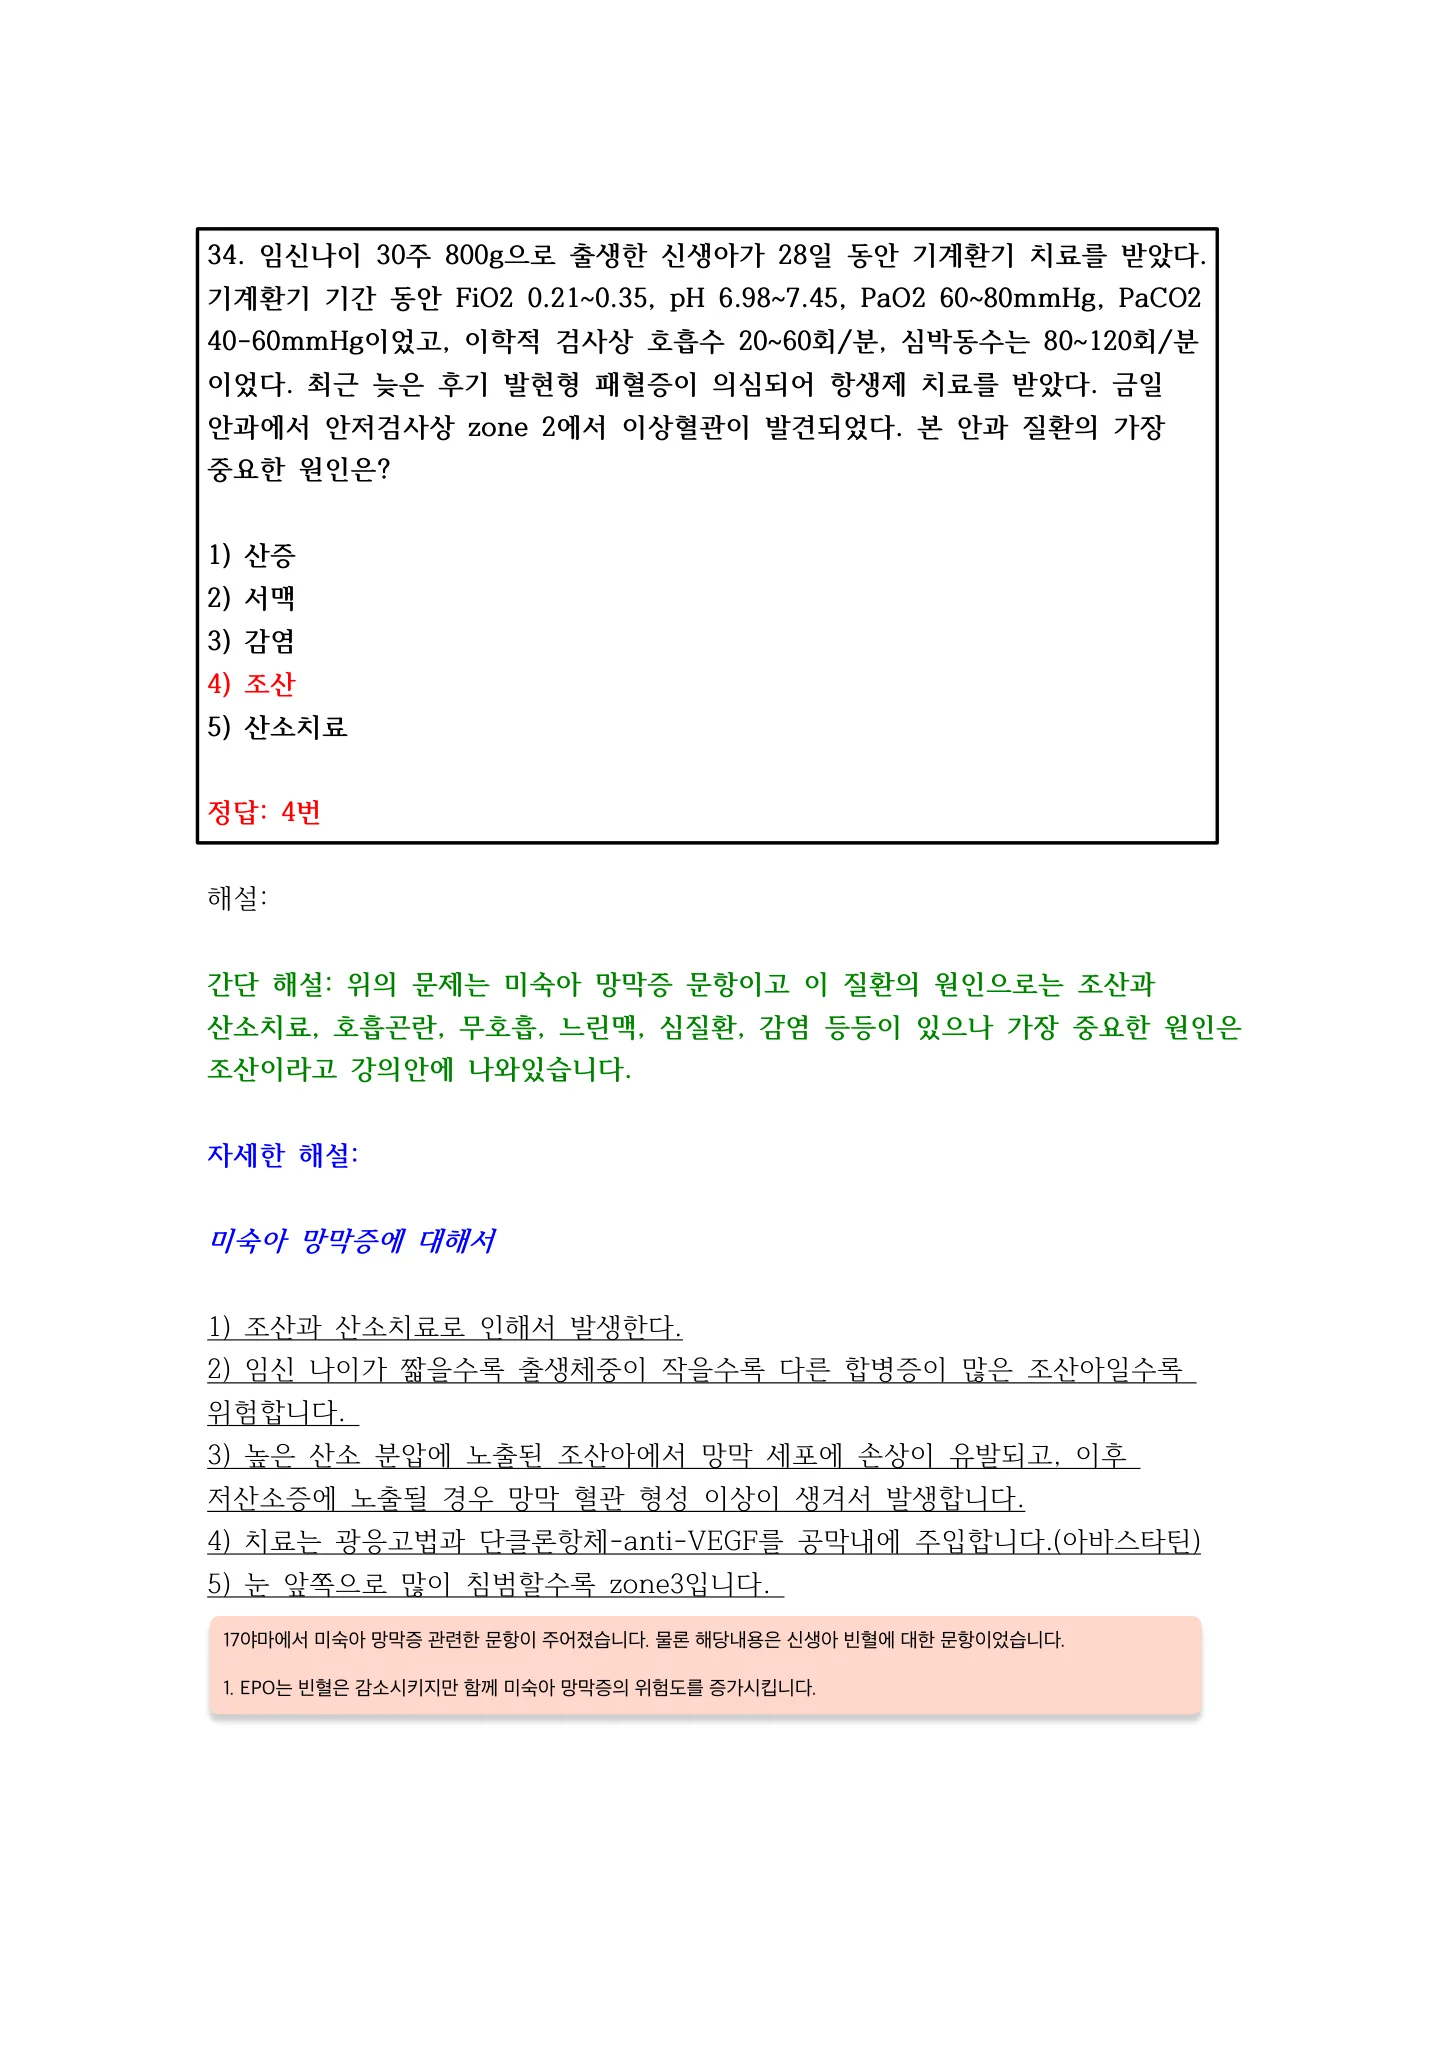 34. 임신나이 30주 800g으로 출생한 신생아가 28일 동안 기계환기 치료를 받았다.
기계환기 기간 동안 FiO2 0.21~0.35, pH 6.98~7.45, PaO2 60~80mmHg, PaCO2
40-60mmHg이었고, 이학적 검사상 호흡수 20~60회/분, 심박동수는 80~120회/분
이었다. 최근 늦은 후기 발현형 패혈증이 의심되어 항생제 치료를 받았다. 금일
안과에서 안저검사상 zone 2에서 이상혈관이 발견되었다. 본 안과 질환의 가장
중요한 원인은?
1) 산증
2) 서맥
3) 감염
4) 조산
5) 산소치료
정답: 4번
해설:
간단 해설: 위의 문제는 미숙아 망막증 문항이고 이 질환의 원인으로는 조산과
산소치료, 호흡곤란, 무호흡, 느린맥, 심질환, 감염 등등이 있으나 가장 중요한 원인은
조산이라고 강의안에 나와있습니다.
자세한 해설:
미숙아 망막증에 대해서
1) 조산과 산소치료로 인해서 발생한다.
2) 임신 나이가 짧을수록 출생체중이 작을수록 다른 합병증이 많은 조산아일수록
위험합니다.
3) 높은 산소 분압에 노출된 조산아에서 망막 세포에 손상이 유발되고, 이후
저산소증에 노출될 경우 망막 혈관 형성 이상이 생겨서 발생합니다.
4) 치료는 광응고법과 단클론항체-anti-VEGF를 공막내에 주입합니다.(아바스타틴)
5) 눈 앞쪽으로 많이 침범할수록 zone3입니다.
17야마에서 미숙아 망막증 관련한 문항이 주어졌습니다. 물론 해당내용은 신생아 빈혈에 대한 문항이었습니다.
1. EPO는 빈혈은 감소시키지만 함께 미숙아 망막증의 위험도를 증가시킵니다.